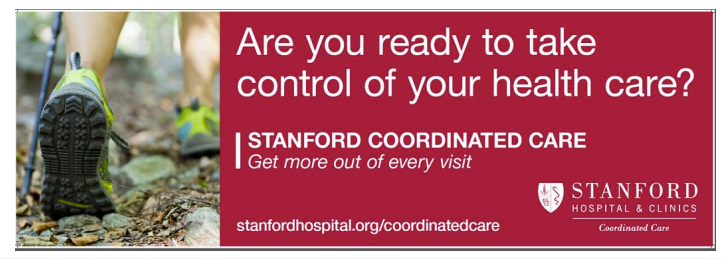 Are you ready to take
control of your health care?
STANFORD COORDINATED CARE
Get more out of every visit
stanfordhospital.org/coordinatedcare
STANFORD
HOSPITAL & CLINICS
Coordinated Care